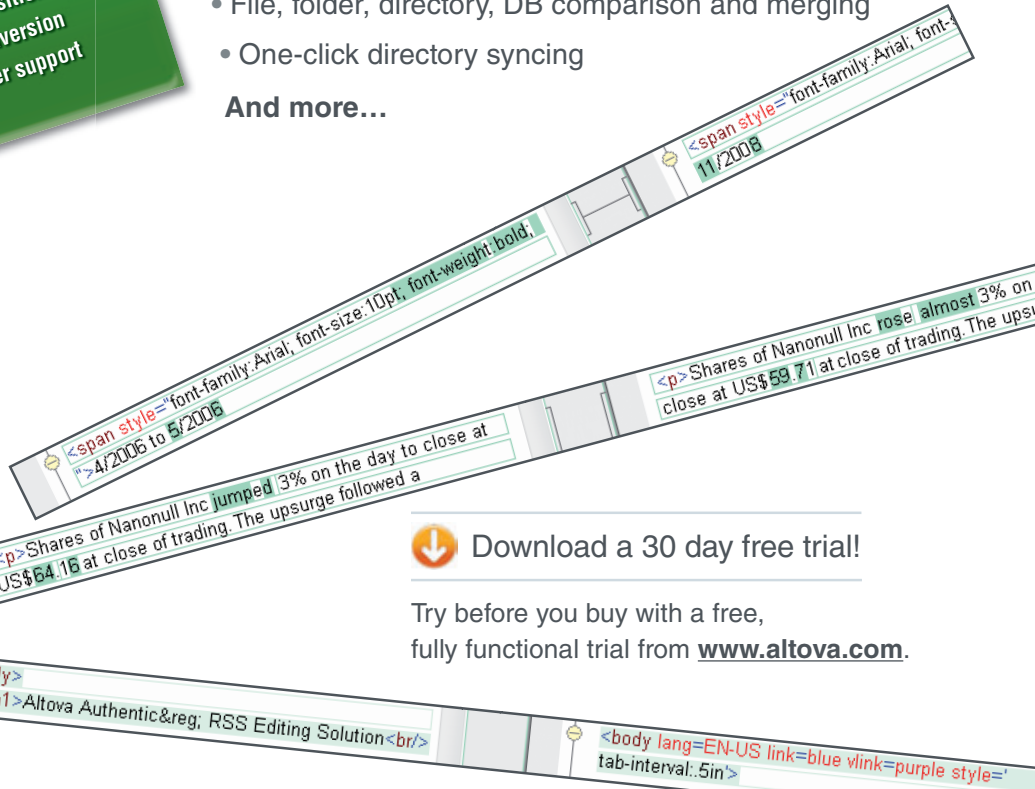 version
support
• File, folder, directory, DB comparison and merging
• One-click directory syncing
And more...
<span style="font-family:Arial; font-
11/2008
<span style="font-family:Arial; font-size:10pt; font-weight:bold;
">4/2006 to 5/2006
<p>Shares of Nanonull Inc rose almost 3% on
close at US$59.71 at close of trading. The
<p>Shares of Nanonull Inc jumped 3% on the day to close at
US$64.16 at close of trading. The upsurge followed a
Download a 30 day free trial!
Try before you buy with a free,
fully functional trial from www.altova.com.
y>
1>Altova Authentic&reg; RSS Editing Solution<br/>
<body lang=EN-US link=blue vlink=purple style='
tab-interval:.5in'>